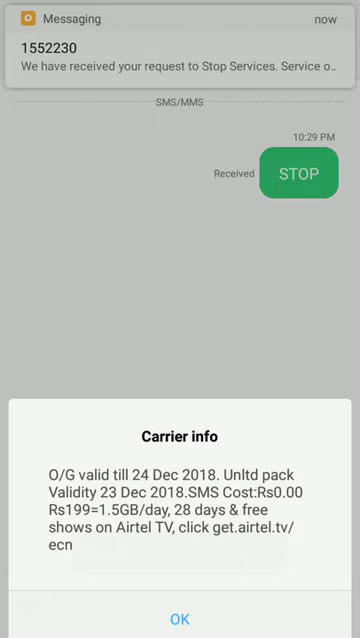 Messaging
now
1552230
We have received your request to Stop Services. Service o..
SMS/MMS
10:29 PM
Received
STOP
Carrier info
O/G valid till 24 Dec 2018. Unltd pack
Validity 23 Dec 2018.SMS Cost:Rs0.00
Rs199=1.5GB/day, 28 days & free
shows on Airtel TV, click get.airtel.tv/
ecn
OK